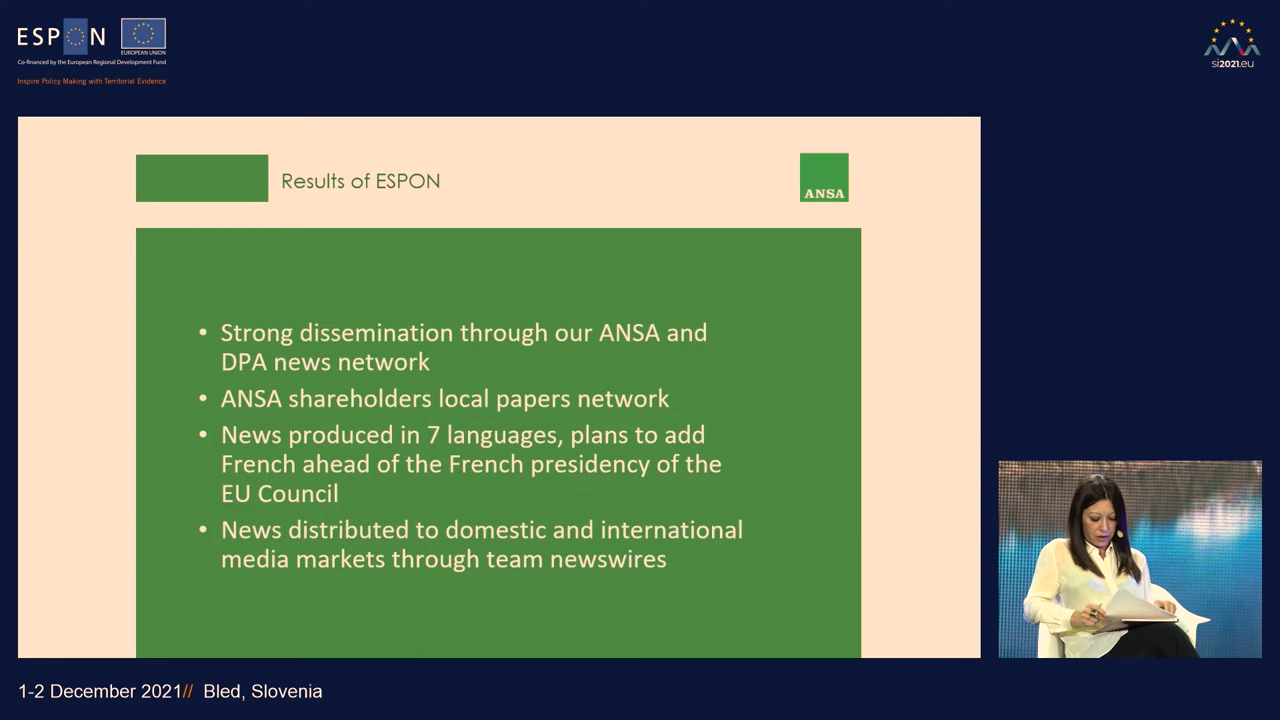 ESPON
EUROPEAN UNION
Co-financed by the European Regional Development Fund
Inspire Policy Making with Territorial Evidence
si2021.eu
Results of ESPON
ANSA
• Strong dissemination through our ANSA and
DPA news network
• ANSA shareholders local papers network
• News produced in 7 languages, plans to add
French ahead of the French presidency of the
EU Council
• News distributed to domestic and international
media markets through team newswires
1-2 December 2021// Bled, Slovenia